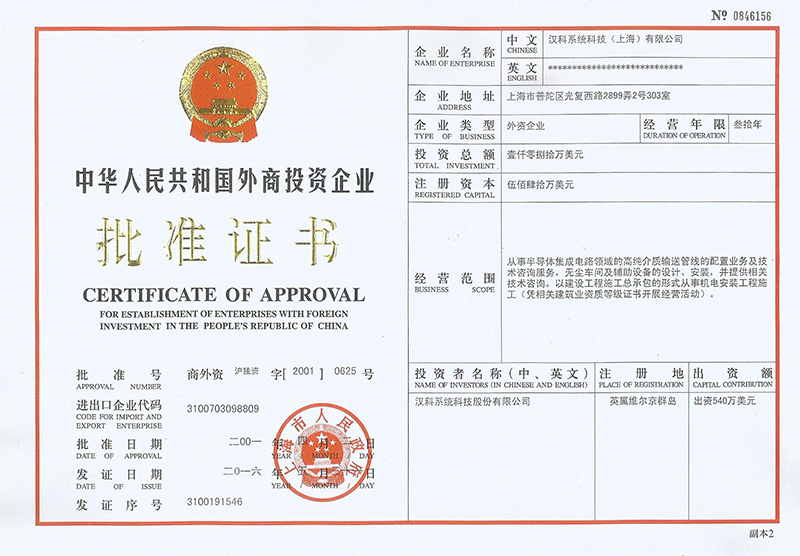 Nº 0846156
中华人民共和国外商投资企业
批准证书
CERTIFICATE OF APPROVAL
FOR ESTABLISHMENT OF ENTERPRISES WITH FOREIGN
INVESTMENT IN THE PEOPLE'S REPUBLIC OF CHINA
批准号 商外资 沪独资 字[ 2001 ] 0625 号
APPROVAL NUMBER
进出口企业代码 3100703098809
CODE FOR IMPORT AND
EXPORT ENTERPRISE
批准日期 二00一 年 四 月 日
DATE OF APPROVAL YEAR / MONTH / DAY
发证日期 二0一六 年 五 月 日
DATE OF ISSUE YEAR / MONTH / DAY
发证序号 3100191546
上海市人民政府
企业名称 中文 汉科系统科技（上海）有限公司
NAME OF ENTERPRISE CHINESE
英文 ****************************
ENGLISH
企业地址 上海市普陀区光复西路2899弄2号303室
ADDRESS
企业类型 外资企业 经营年限 叁拾年
TYPE OF BUSINESS DURATION OF OPERATION
投资总额 壹仟零捌拾万美元
TOTAL INVESTMENT
注册资本 伍佰肆拾万美元
REGISTERED CAPITAL
经营范围
BUSINESS SCOPE
从事半导体集成电路领域的高纯介质输送管线的配置业务及技
术咨询服务，无尘车间及辅助设备的设计、安装，并提供相关
技术咨询。以建设工程施工总承包的形式从事机电安装工程施
工（凭相关建筑业资质等级证书开展经营活动）。
投资者名称（中、英文） 注册地 出资额
NAME OF INVESTORS (IN CHINESE AND ENGLISH) PLACE OF REGISTRATION CAPITAL CONTRIBUTION
汉科系统科技股份有限公司 英属维尔京群岛 出资540万美元
副本2